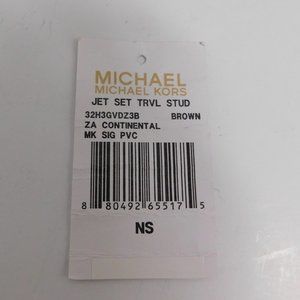 MICHAEL
MICHAEL KORS
JET SET TRVL STUD
32H3GVDZ3B BROWN
ZA CONTINENTAL
MK SIG PVC
8 80492 65517 5
NS